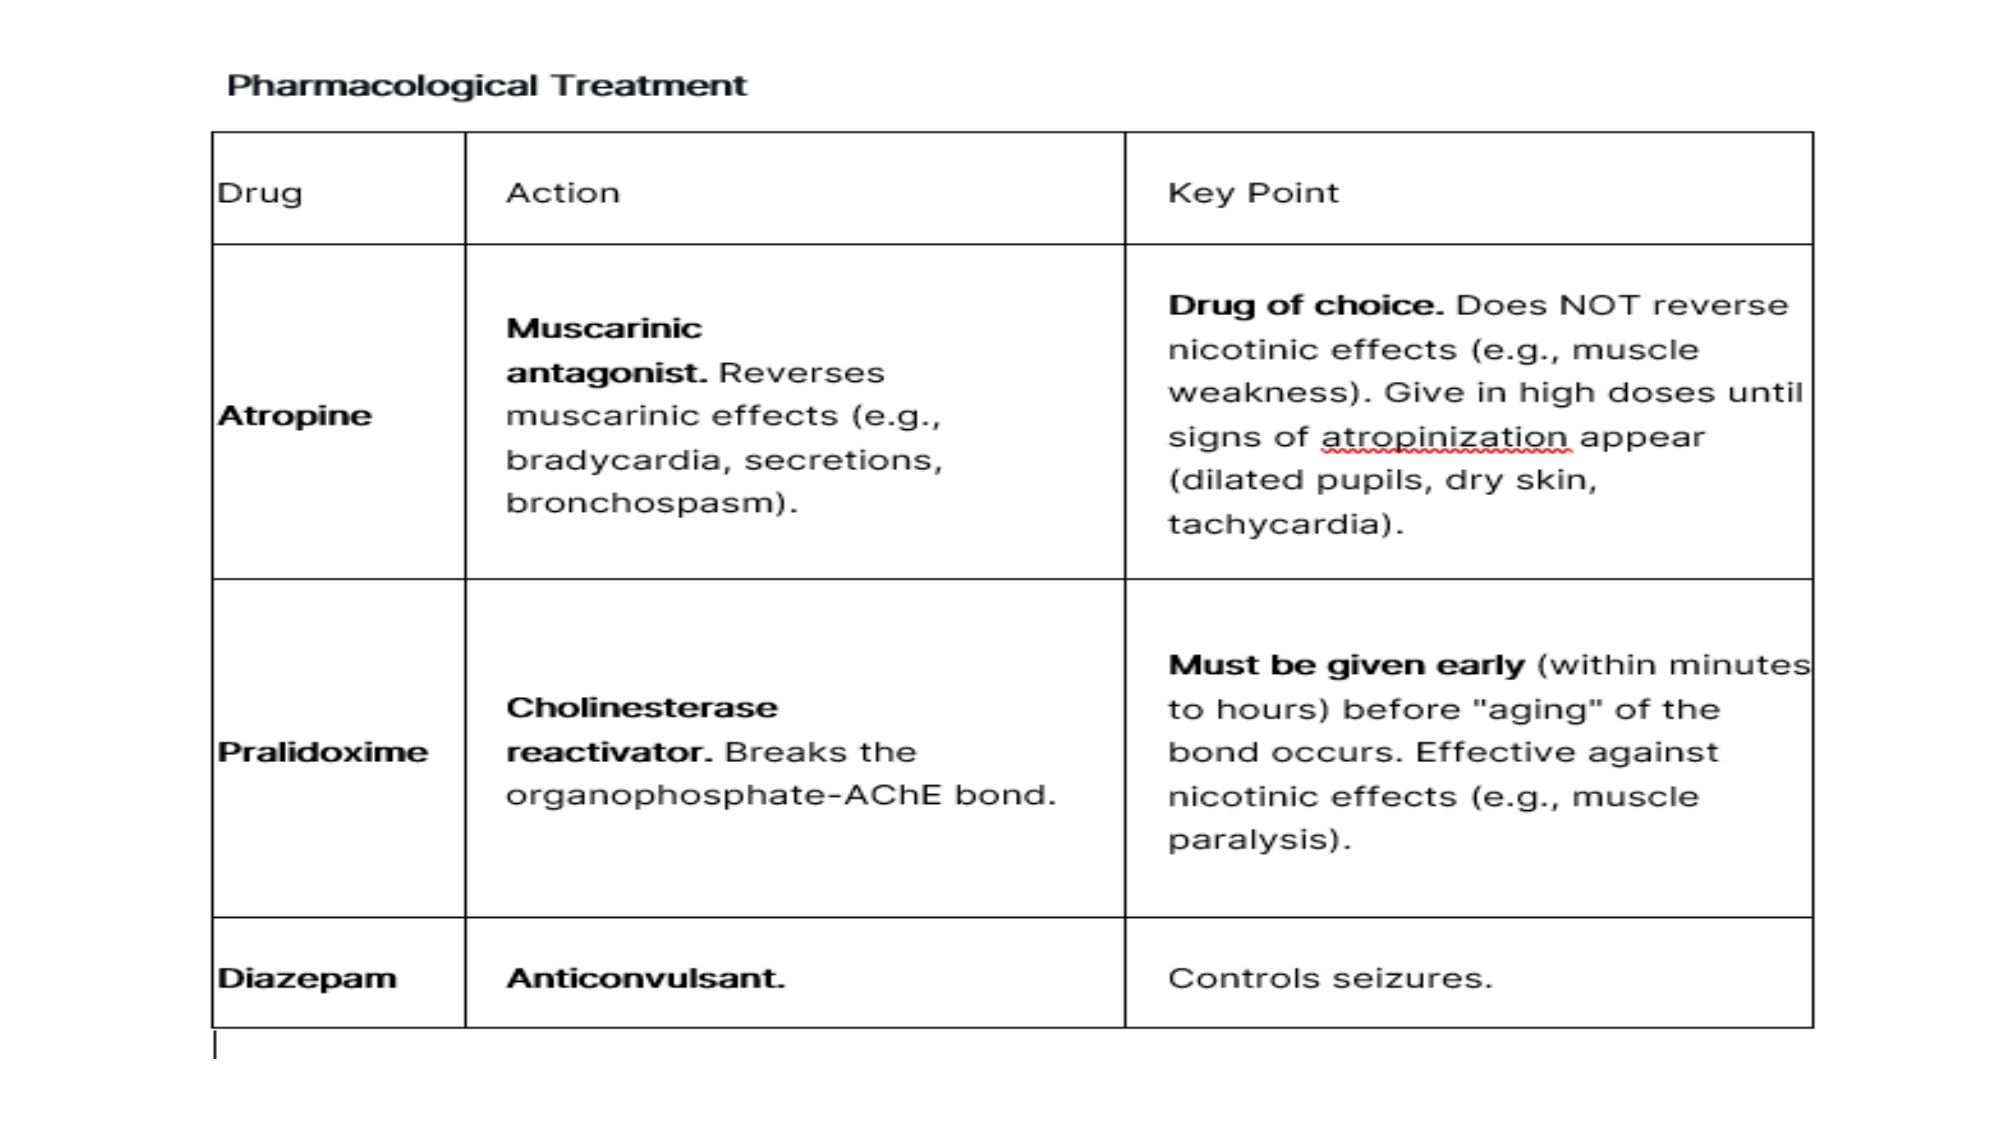 Pharmacological Treatment
Drug
Action
Key Point
Atropine
Muscarinic
antagonist. Reverses
muscarinic effects (e.g.,
bradycardia, secretions,
bronchospasm).
Drug of choice. Does NOT reverse
nicotinic effects (e.g., muscle
weakness). Give in high doses until
signs of atropinization appear
(dilated pupils, dry skin,
tachycardia).
Pralidoxime
Cholinesterase
reactivator. Breaks the
organophosphate-AChE bond.
Must be given early (within minutes
to hours) before "aging" of the
bond occurs. Effective against
nicotinic effects (e.g., muscle
paralysis).
Diazepam
Anticonvulsant.
Controls seizures.